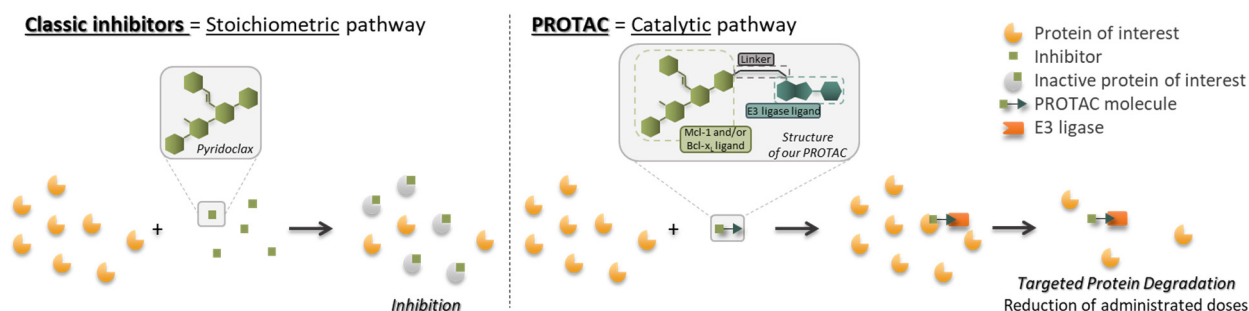 Classic inhibitors = Stoichiometric pathway
Pyridoclax
+
Inhibition
PROTAC = Catalytic pathway
Linker
E3 ligase ligand
Mcl-1 and/or
Bcl-xL ligand
Structure
of our PROTAC
+
Targeted Protein Degradation
Reduction of administrated doses
Protein of interest
Inhibitor
Inactive protein of interest
PROTAC molecule
E3 ligase